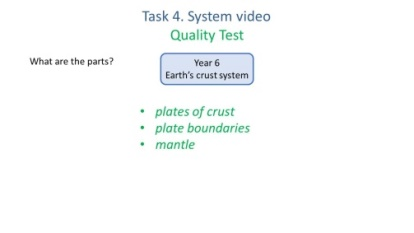 Task 4. System video
Quality Test
What are the parts?
Year 6
Earth's crust system
• plates of crust
• plate boundaries
• mantle